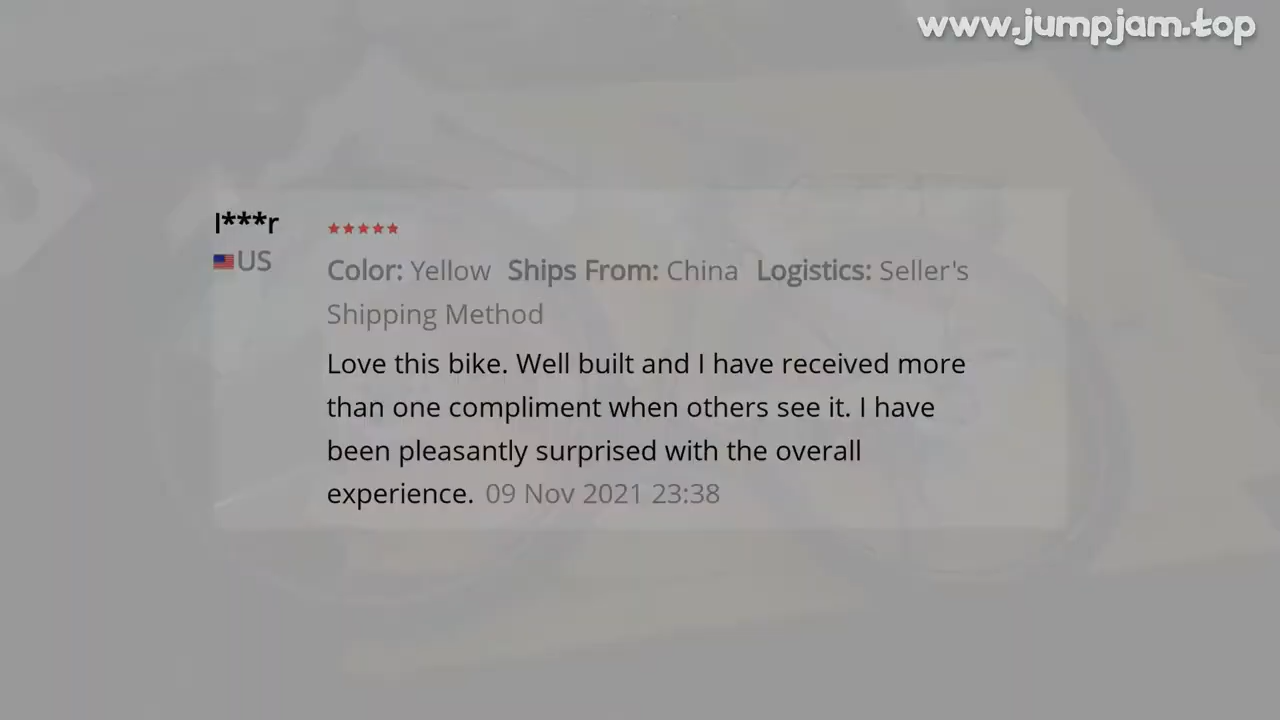 www.jumpjam.top
l***r
US
Color: Yellow Ships From: China Logistics: Seller's
Shipping Method
Love this bike. Well built and I have received more
than one compliment when others see it. I have
been pleasantly surprised with the overall
experience. 09 Nov 2021 23:38